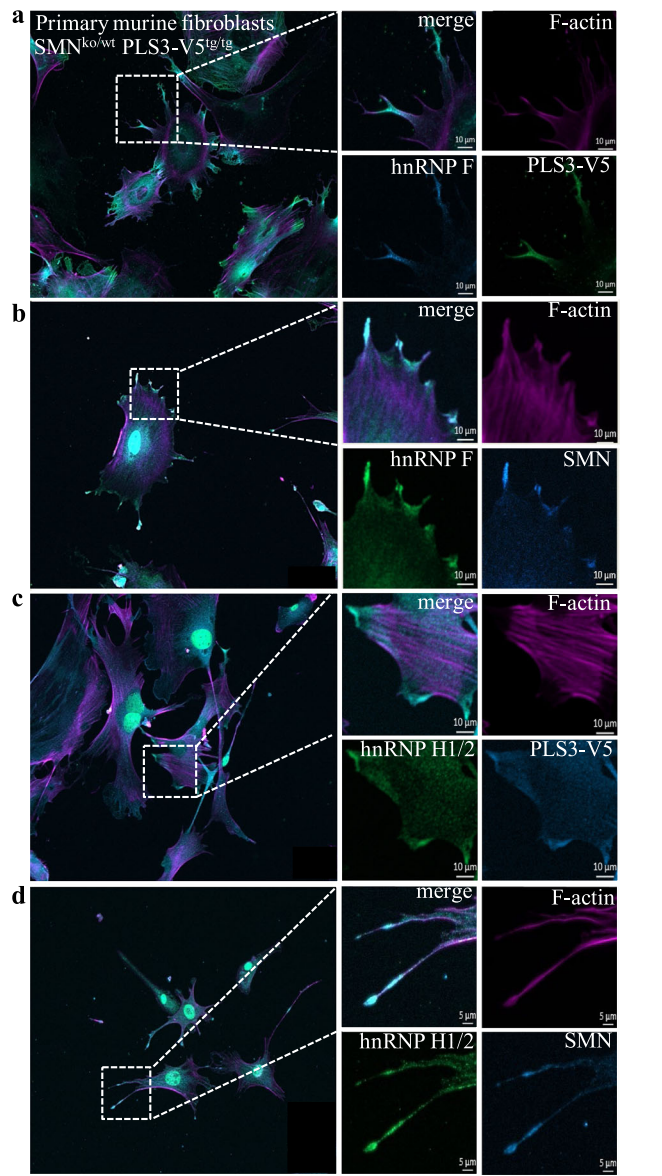 a
Primary murine fibroblasts
SMNko/wt PLS3-V5tg/tg
merge
10 µm
F-actin
10 µm
hnRNP F
10 µm
PLS3-V5
10 µm
b
merge
10 µm
F-actin
10 µm
hnRNP F
10 µm
SMN
10 µm
c
merge
10 µm
F-actin
10 µm
hnRNP H1/2
10 µm
PLS3-V5
10 µm
d
merge
5 µm
F-actin
5 µm
hnRNP H1/2
5 µm
SMN
5 µm